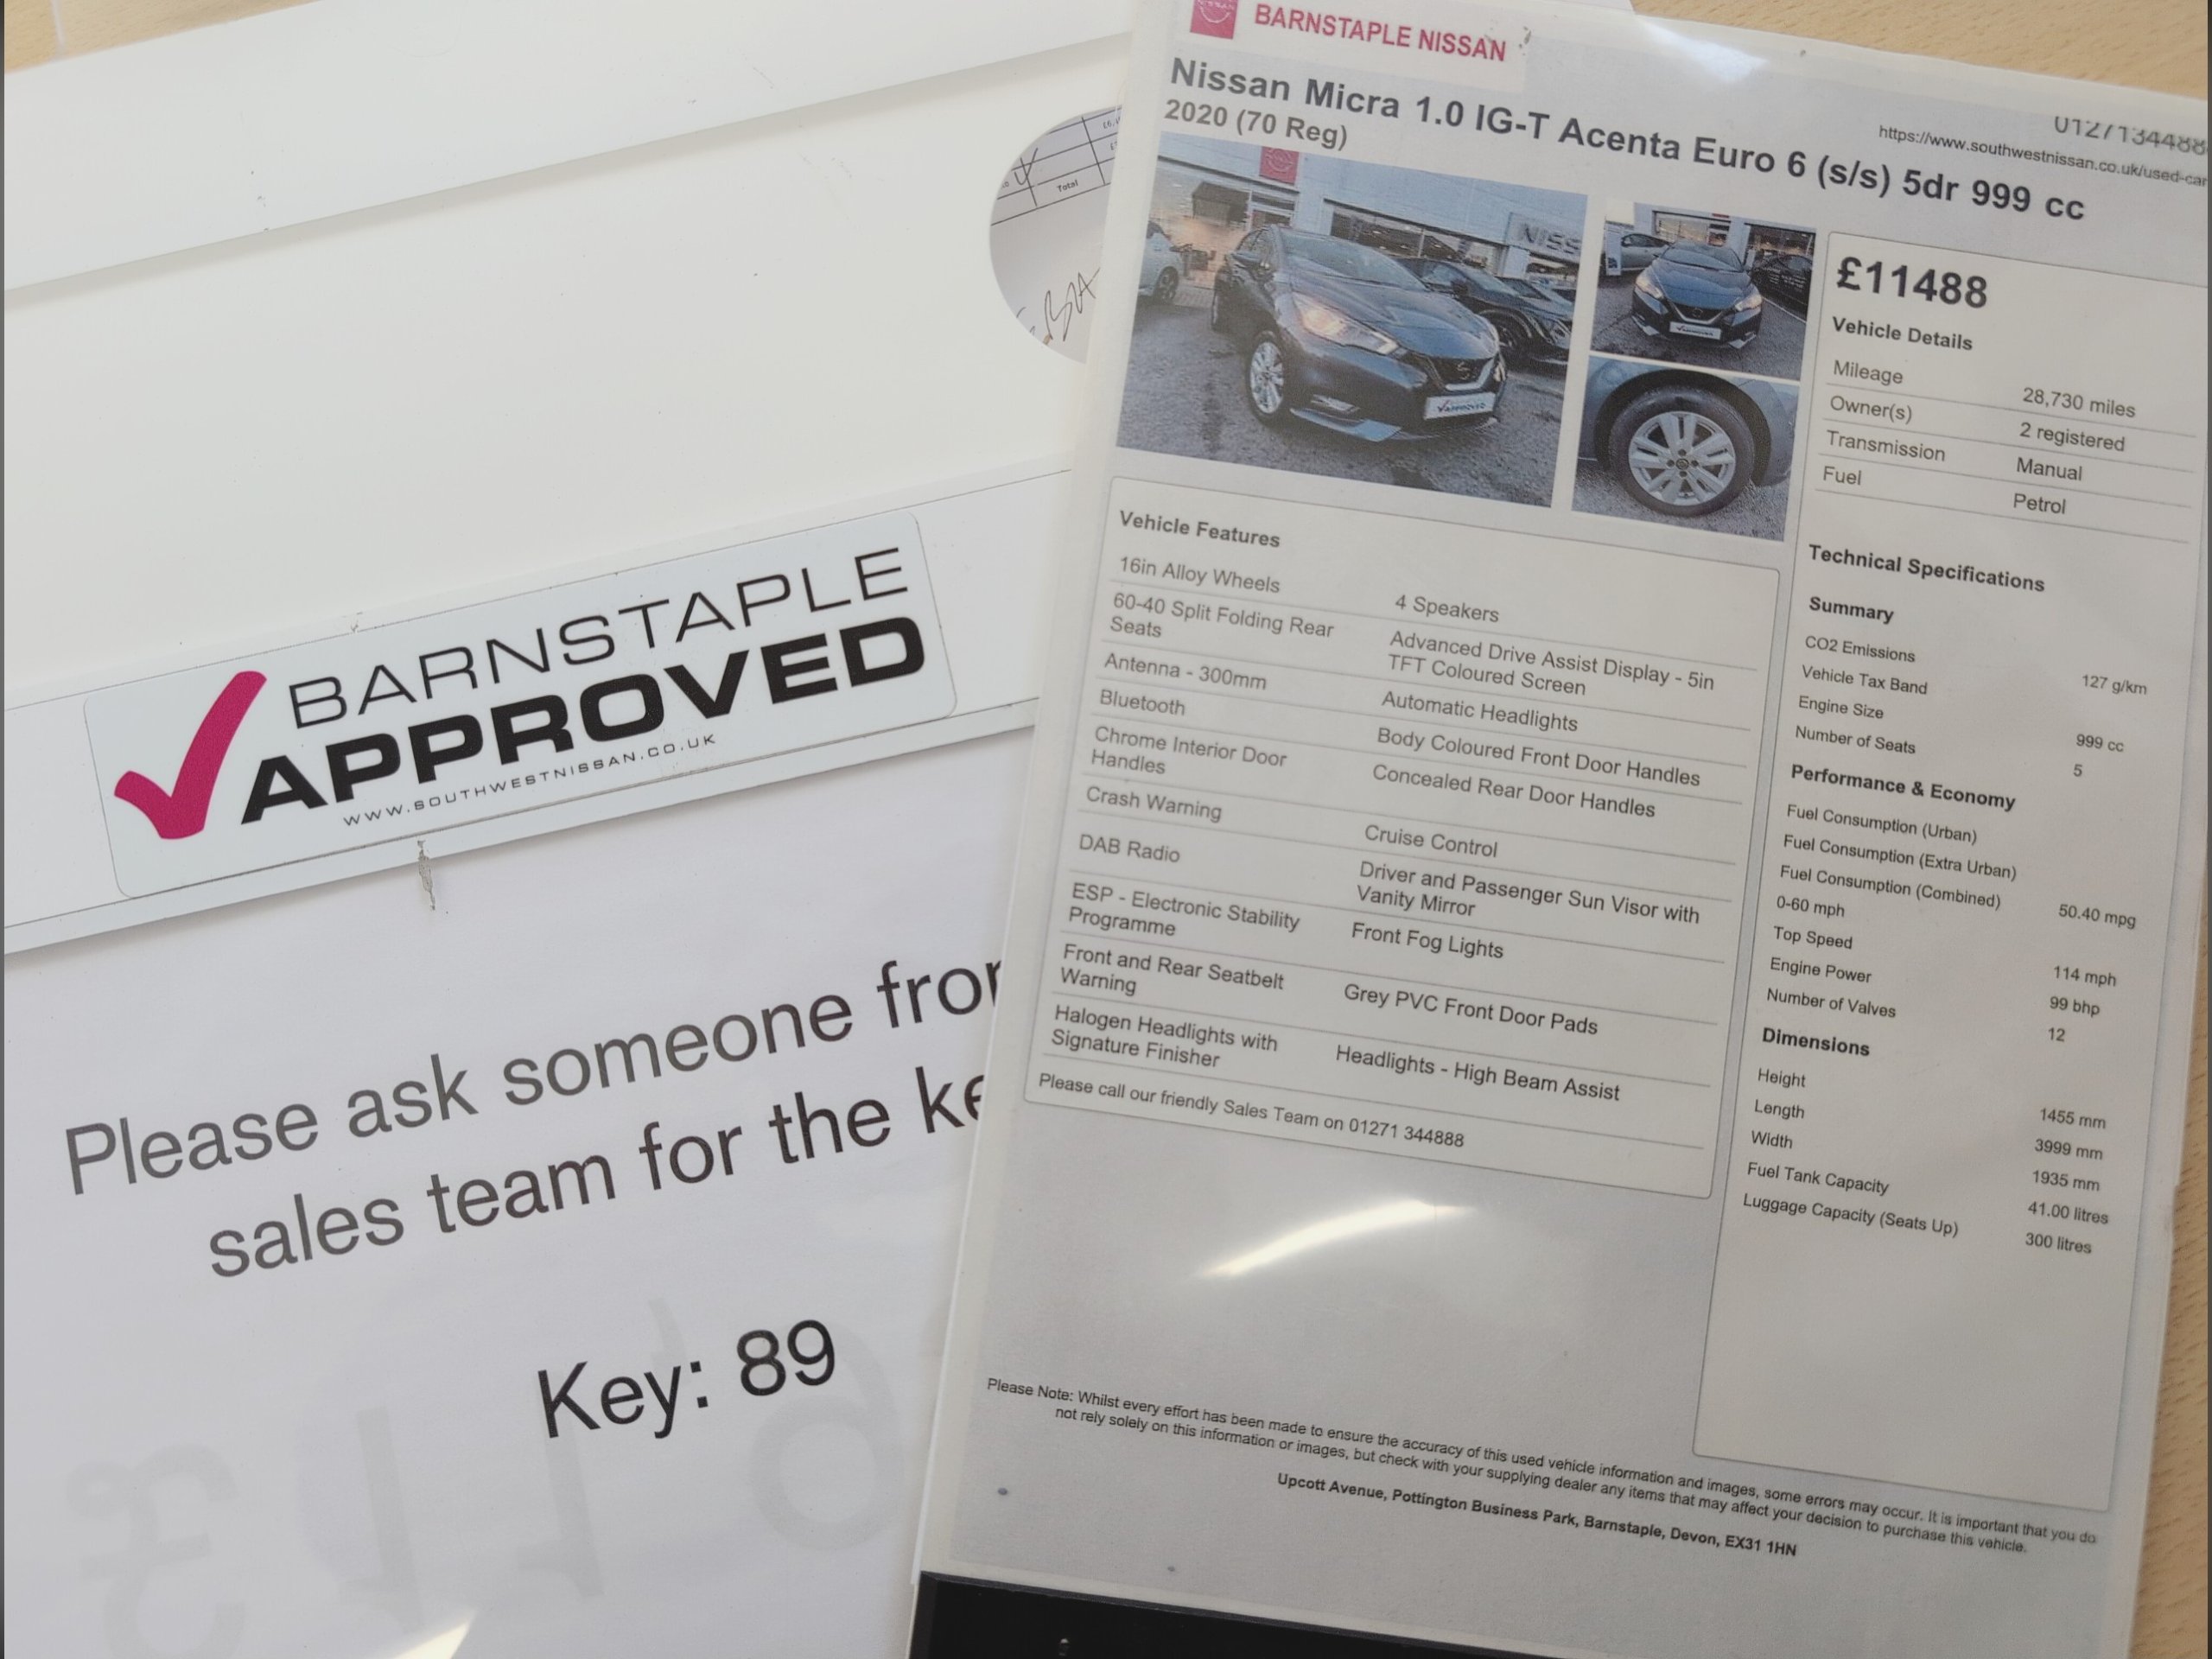 BARNSTAPLE
APPROVED
WWW.SOUTHWESTNISSAN.CO.UK
Please ask someone
sales team for the
Key: 89
Total
BARNSTAPLE NISSAN
Nissan Micra 1.0 IG-T Acenta Euro 6 (s/s) 5dr 999 cc
2020 (70 Reg)
0127134488
https://www.southwestnissan.co.uk/used-car
£11488
Vehicle Details
Mileage 28,730 miles
Owner(s) 2 registered
Transmission Manual
Fuel Petrol
Vehicle Features
16in Alloy Wheels 4 Speakers
60-40 Split Folding Rear Advanced Drive Assist Display - 5in
Seats TFT Coloured Screen
Antenna - 300mm Automatic Headlights
Bluetooth Body Coloured Front Door Handles
Chrome Interior Door Concealed Rear Door Handles
Handles
Crash Warning Cruise Control
DAB Radio Driver and Passenger Sun Visor with
Vanity Mirror
ESP - Electronic Stability Front Fog Lights
Programme
Front and Rear Seatbelt Grey PVC Front Door Pads
Warning
Halogen Headlights with Headlights - High Beam Assist
Signature Finisher
Please call our friendly Sales Team on 01271 344888
Technical Specifications
Summary
CO2 Emissions 127 g/km
Vehicle Tax Band
Engine Size 999 cc
Number of Seats 5
Performance & Economy
Fuel Consumption (Urban)
Fuel Consumption (Extra Urban)
Fuel Consumption (Combined) 50.40 mpg
0-60 mph
Top Speed 114 mph
Engine Power 99 bhp
Number of Valves 12
Dimensions
Height 1455 mm
Length 3999 mm
Width 1935 mm
Fuel Tank Capacity 41.00 litres
Luggage Capacity (Seats Up) 300 litres
Please Note: Whilst every effort has been made to ensure the accuracy of this used vehicle information and images, some errors may occur. It is important that you do
not rely solely on this information or images, but check with your supplying dealer any items that may affect your decision to purchase this vehicle.
Upcott Avenue, Pottington Business Park, Barnstaple, Devon, EX31 1HN